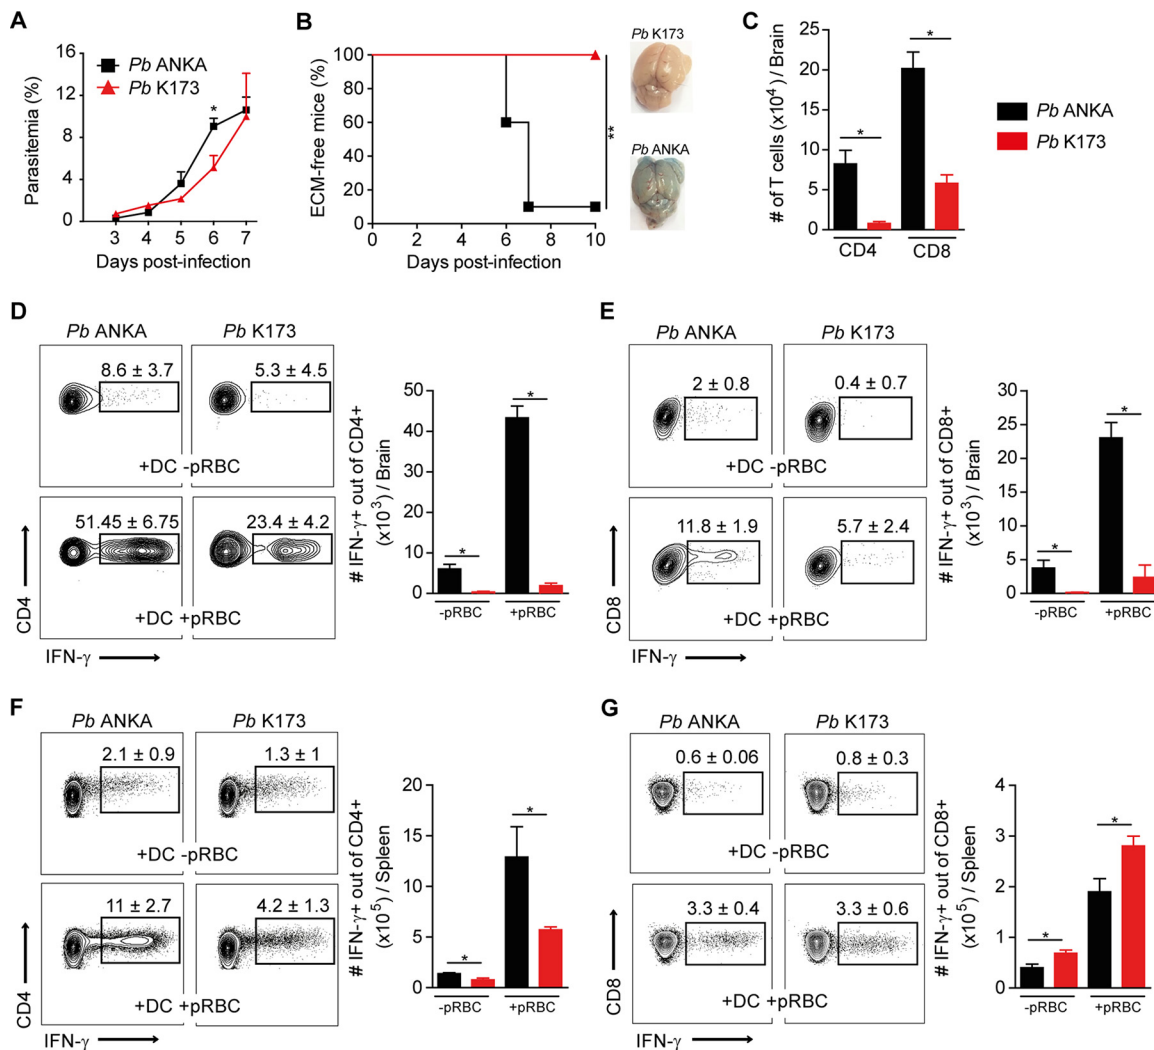 A
Parasitemia (%)
16
12
8
4
0
Pb ANKA
Pb K173
*
3 4 5 6 7
Days post-infection
B
ECM-free mice (%)
100
80
60
40
20
0
0 2 4 6 8 10
Days post-infection
**
Pb K173
Pb ANKA
C
# of T cells (x10⁴) / Brain
25
20
15
10
5
0
* *
CD4 CD8
Pb ANKA
Pb K173
D
Pb ANKA Pb K173
8.6 ± 3.7 5.3 ± 4.5
+DC -pRBC
51.45 ± 6.75 23.4 ± 4.2
+DC +pRBC
CD4
IFN-γ
# IFN-γ+ out of CD4+
(x10³) / Brain
50
40
30
20
10
0
* *
-pRBC +pRBC
E
Pb ANKA Pb K173
2 ± 0.8 0.4 ± 0.7
+DC -pRBC
11.8 ± 1.9 5.7 ± 2.4
+DC +pRBC
CD8
IFN-γ
# IFN-γ+ out of CD8+
(x10³) / Brain
30
25
20
15
10
5
0
* *
-pRBC +pRBC
F
Pb ANKA Pb K173
2.1 ± 0.9 1.3 ± 1
+DC -pRBC
11 ± 2.7 4.2 ± 1.3
+DC +pRBC
CD4
IFN-γ
# IFN-γ+ out of CD4+
(x10⁵) / Spleen
20
15
10
5
0
* *
-pRBC +pRBC
G
Pb ANKA Pb K173
0.6 ± 0.06 0.8 ± 0.3
+DC -pRBC
3.3 ± 0.4 3.3 ± 0.6
+DC +pRBC
CD8
IFN-γ
# IFN-γ+ out of CD8+
(x10⁵) / Spleen
4
3
2
1
0
* *
-pRBC +pRBC